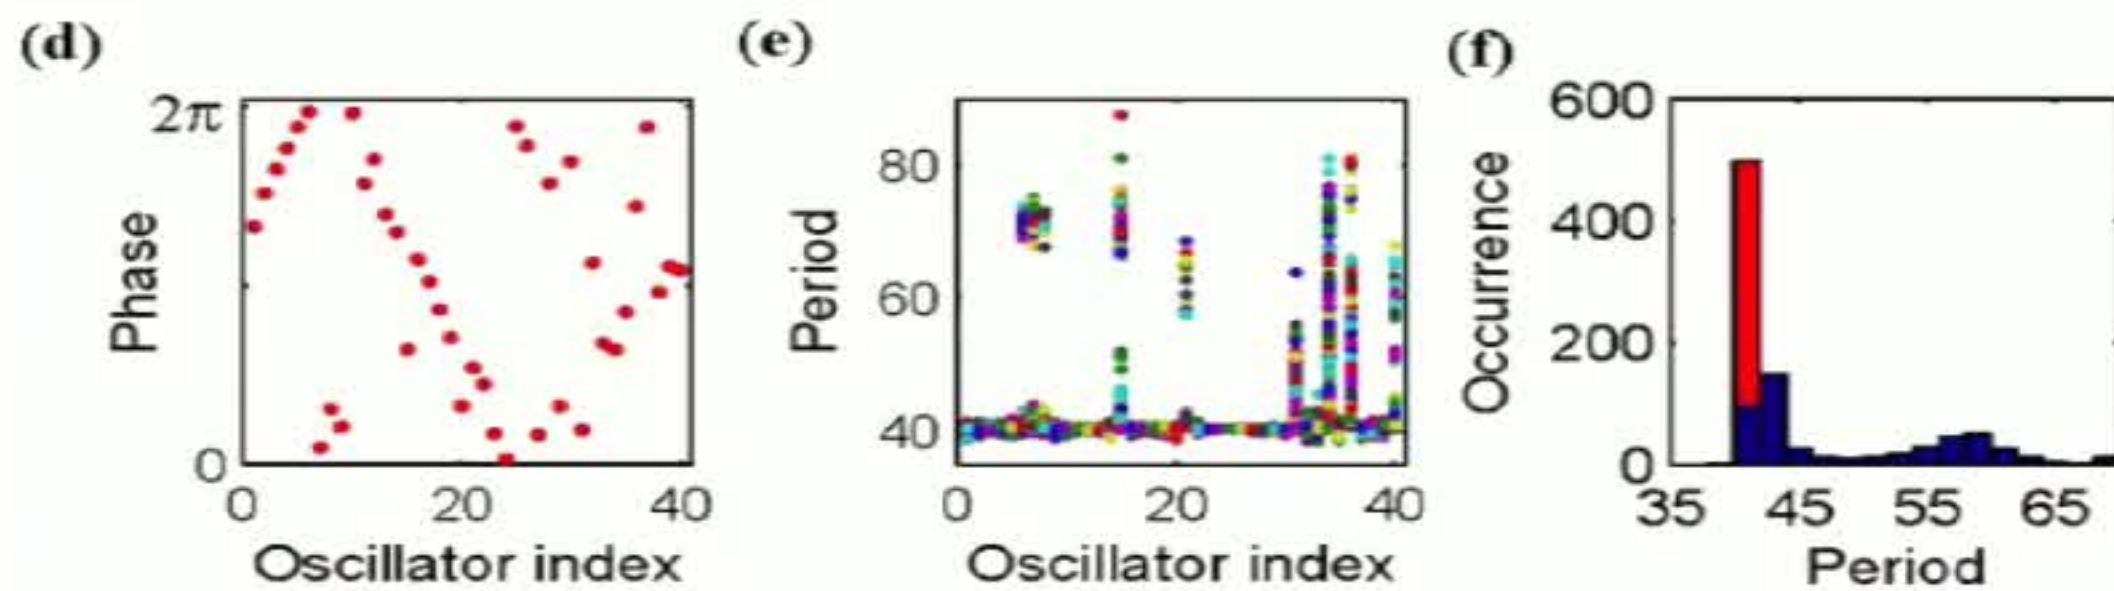 (d)
2π
0
Phase
0 20 40
Oscillator index
(e)
80
60
40
Period
0 20 40
Oscillator index
(f)
600
400
200
0
Occurrence
35 45 55 65
Period